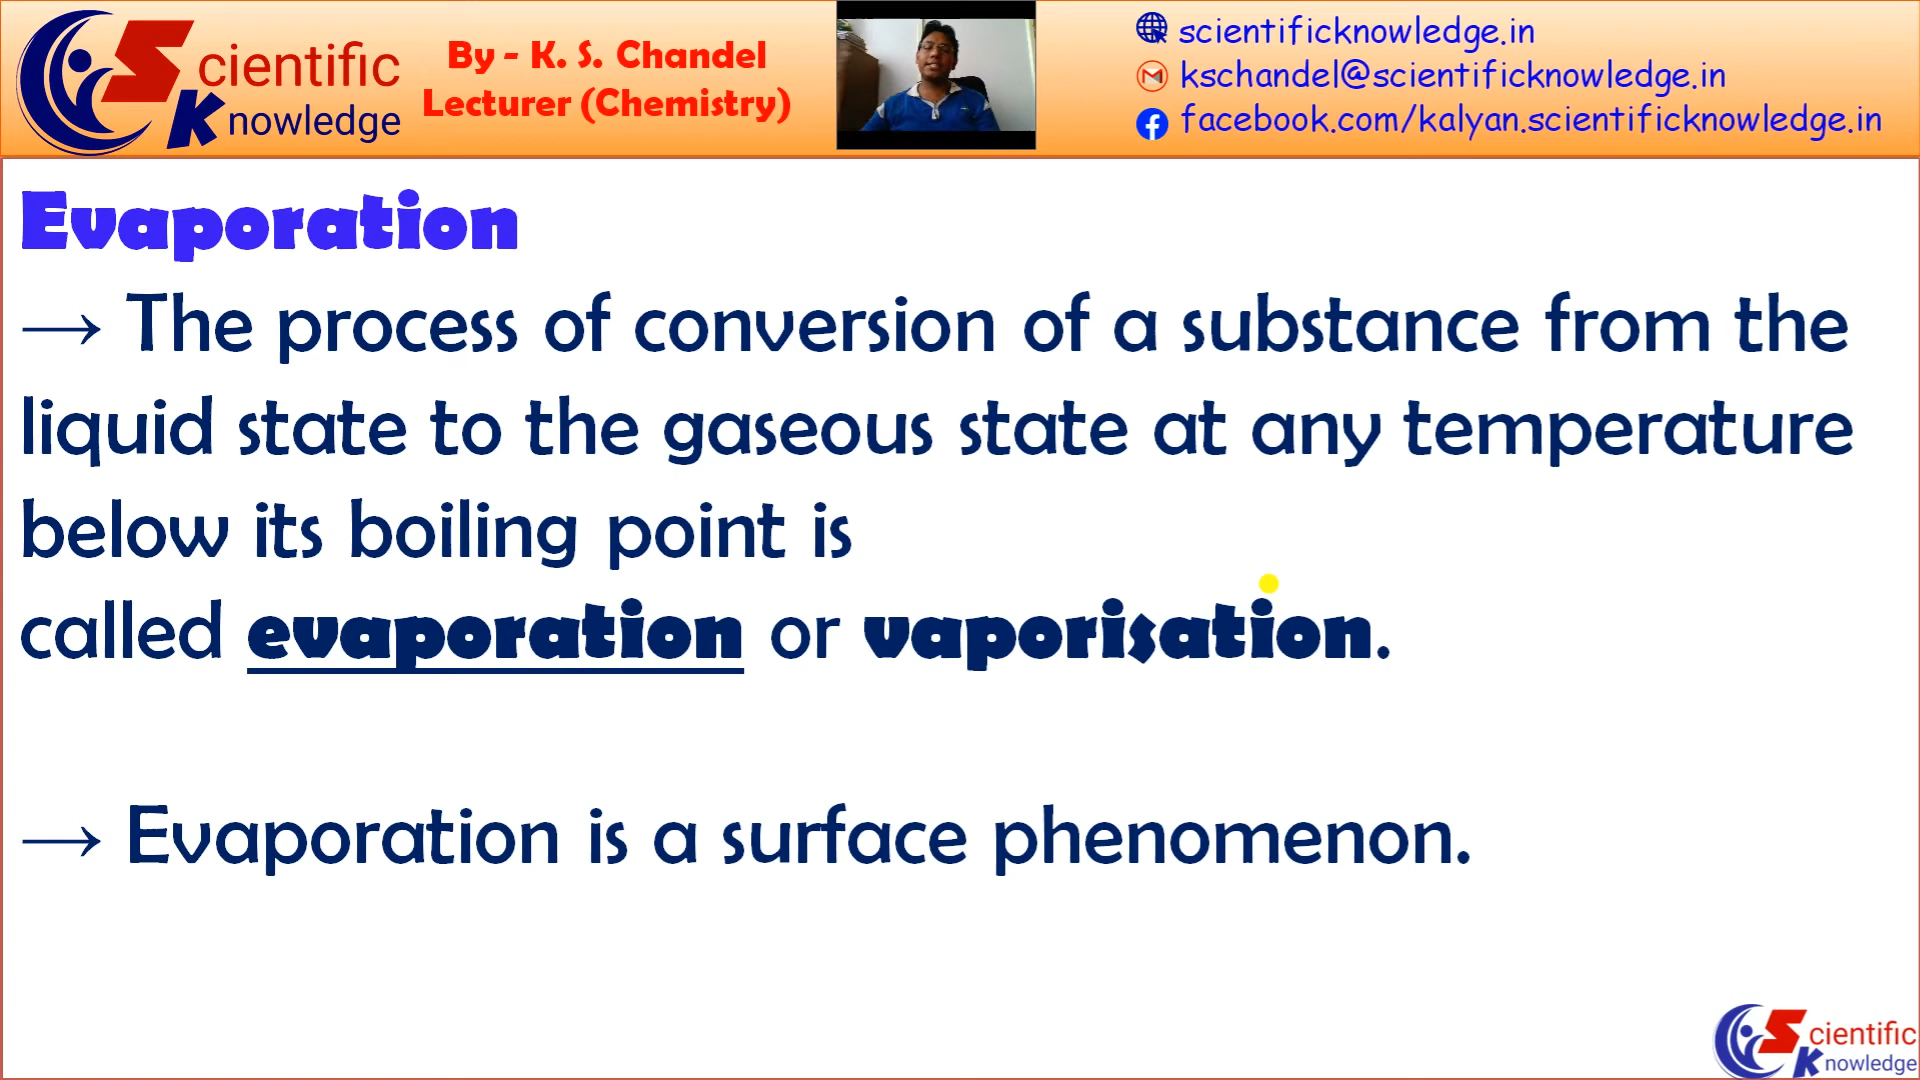 Scientific
Knowledge
By - K. S. Chandel
Lecturer (Chemistry)
scientificknowledge.in
kschandel@scientificknowledge.in
facebook.com/kalyan.scientificknowledge.in
Evaporation
→ The process of conversion of a substance from the
liquid state to the gaseous state at any temperature
below its boiling point is
called evaporation or vaporisation.
→ Evaporation is a surface phenomenon.
Scientific
Knowledge